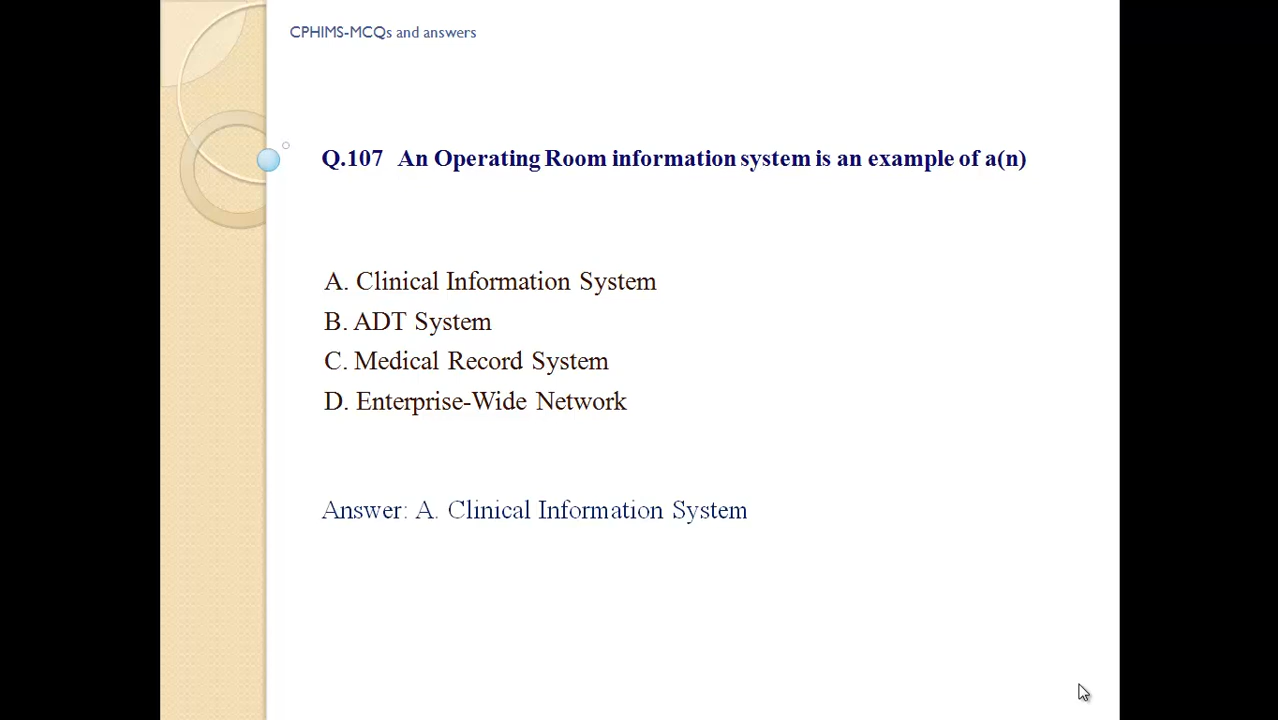 CPHIMS-MCQs and answers
Q.107 An Operating Room information system is an example of a(n)
A. Clinical Information System
B. ADT System
C. Medical Record System
D. Enterprise-Wide Network
Answer: A. Clinical Information System